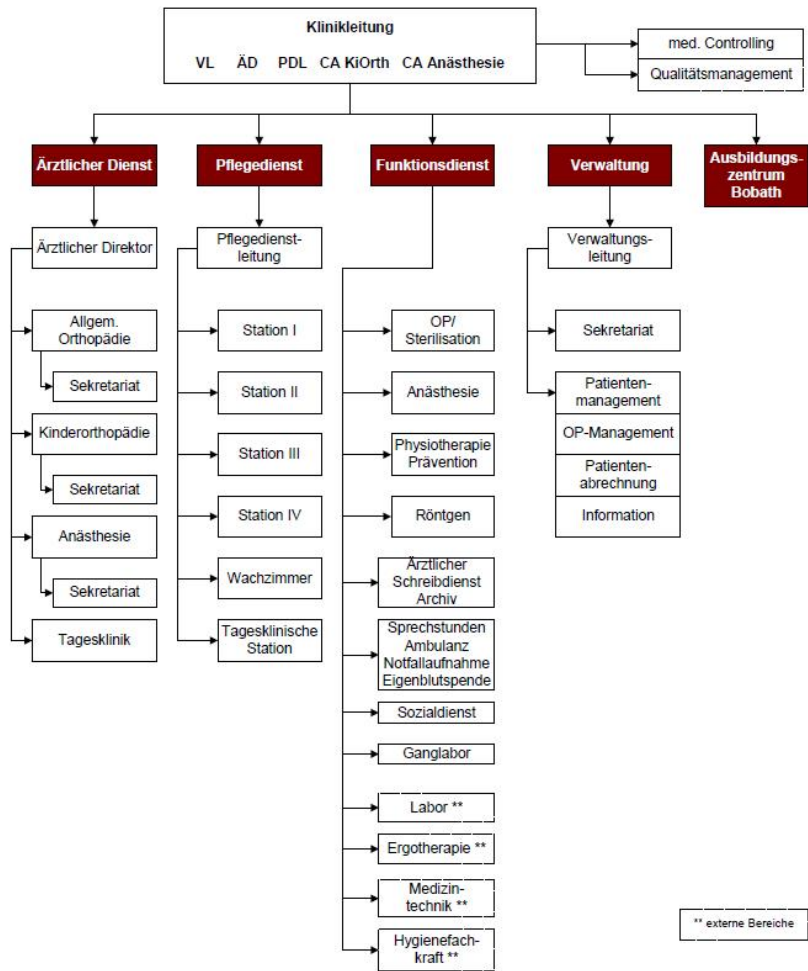 Klinikleitung
VL ÄD PDL CA KiOrth CA Anästhesie
med. Controlling
Qualitätsmanagement
Ärztlicher Dienst
Pflegedienst
Funktionsdienst
Verwaltung
Ausbildungs-
zentrum
Bobath
Ärztlicher Direktor
Allgem.
Orthopädie
Sekretariat
Kinderorthopädie
Sekretariat
Anästhesie
Sekretariat
Tagesklinik
Pflegedienst-
leitung
Station I
Station II
Station III
Station IV
Wachzimmer
Tagesklinische
Station
OP/
Sterilisation
Anästhesie
Physiotherapie
Prävention
Röntgen
Ärztlicher
Schreibdienst
Archiv
Sprechstunden
Ambulanz
Notfallaufnahme
Eigenblutspende
Sozialdienst
Ganglabor
Labor **
Ergotherapie **
Medizin-
technik **
Hygienefach-
kraft **
Verwaltungs-
leitung
Sekretariat
Patienten-
management
OP-Management
Patienten-
abrechnung
Information
** externe Bereiche